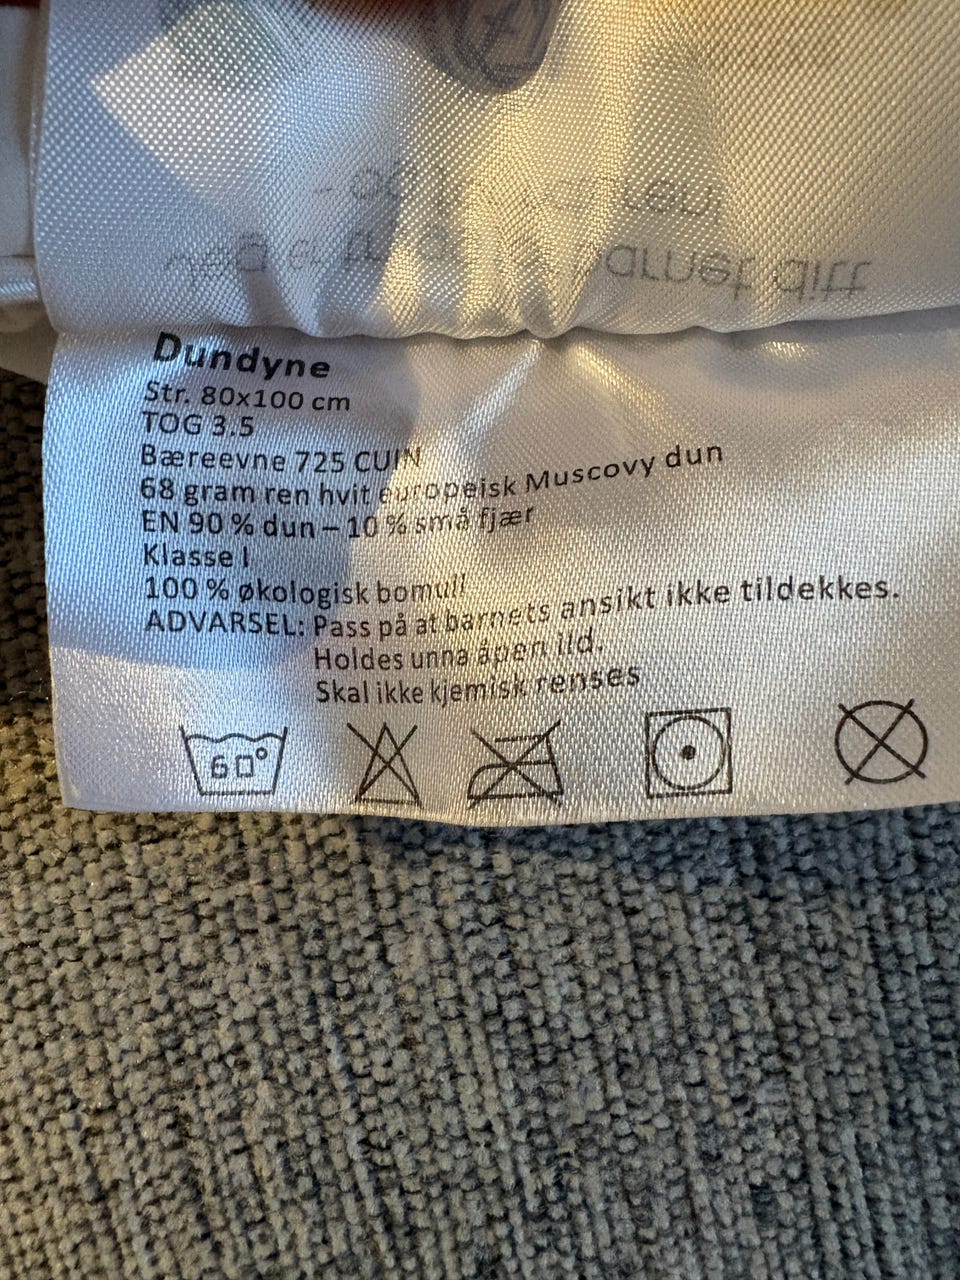 barnet ditt
Dundyne
Str. 80x100 cm
TOG 3.5
Bæreevne 725 CUIN
68 gram ren hvit europeisk Muscovy dun
EN 90 % dun – 10 % små fjær
Klasse I
100 % økologisk bomull
ADVARSEL: Pass på at barnets ansikt ikke tildekkes.
Holdes unna åpen ild.
Skal ikke kjemisk renses
60°